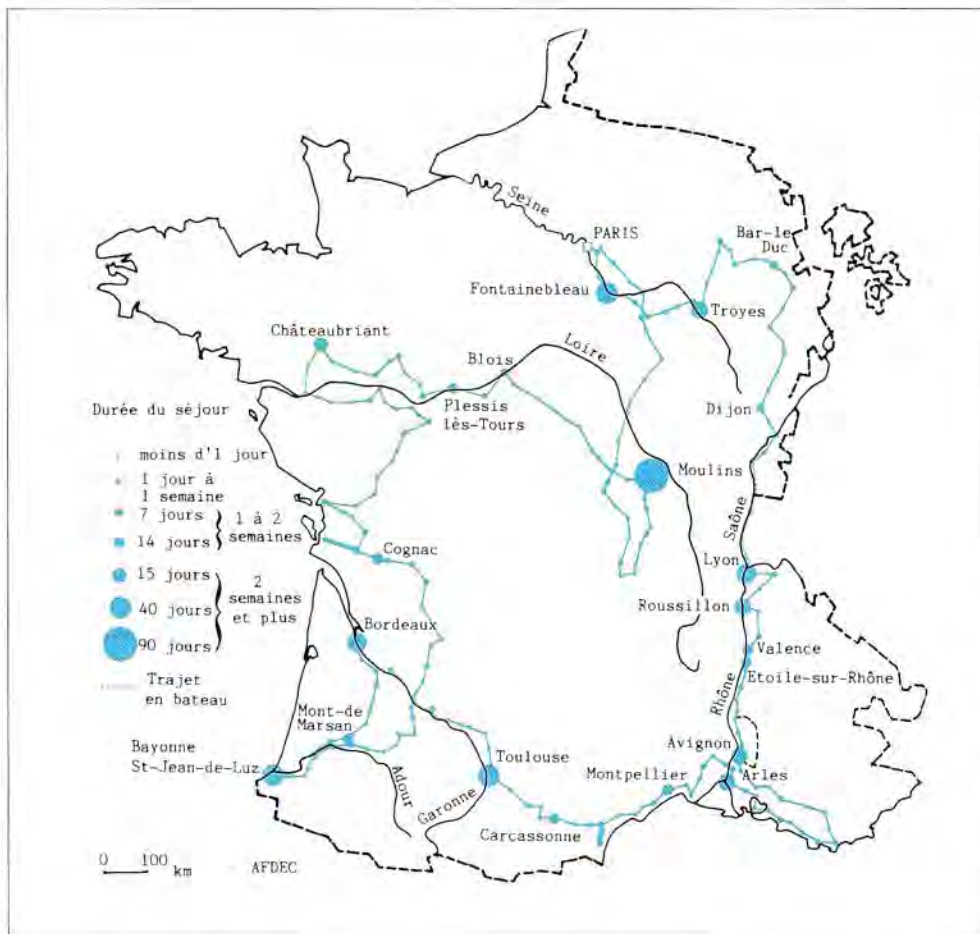 Seine
PARIS
Bar-le
Duc
Fontainebleau
Troyes
Châteaubriant
Loire
Blois
Durée du séjour
Plessis
lès-Tours
Dijon
moins d'1 jour
1 jour à
1 semaine
7 jours
14 jours
1 à 2
semaines
15 jours
40 jours
90 jours
2
semaines
et plus
Trajet
en bateau
Moulins
Saône
Cognac
Lyon
Roussillon
Bordeaux
Valence
Etoile-sur-Rhône
Rhône
Mont-de
Marsan
Avignon
Bayonne
St-Jean-de-Luz
Toulouse
Montpellier
Arles
Adour
Garonne
Carcassonne
0 100
km
AFDEC